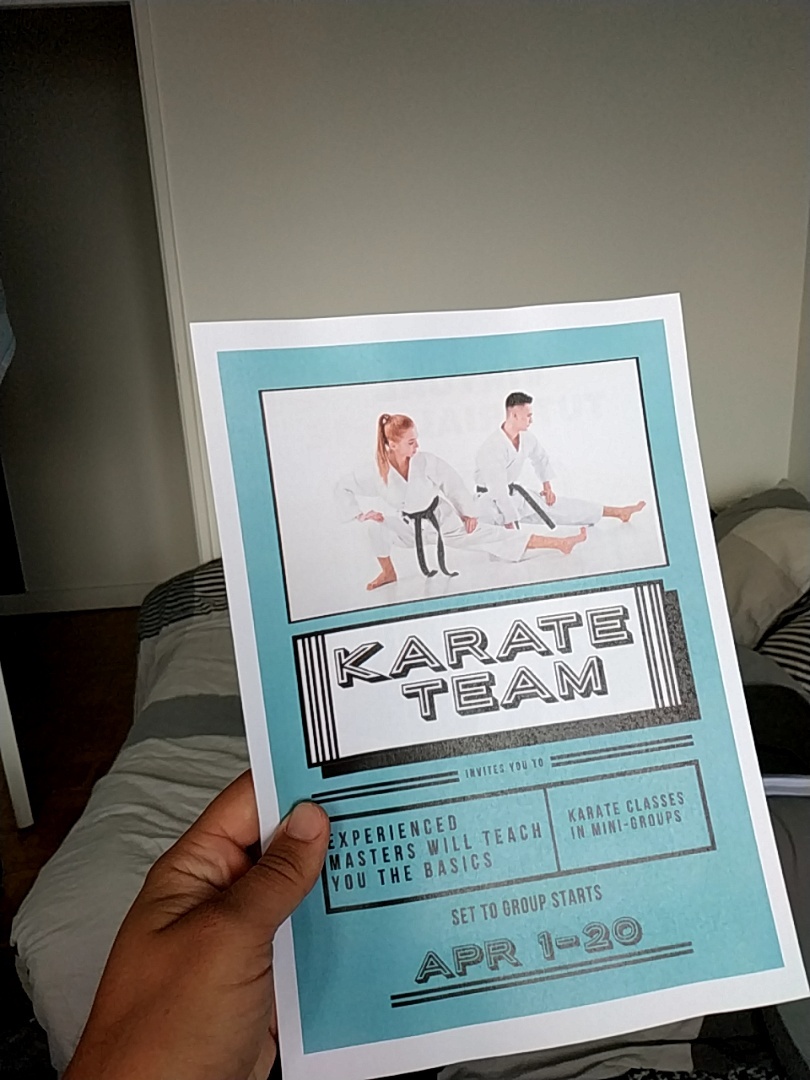 KARATE
TEAM
INVITES YOU TO
EXPERIENCED
MASTERS WILL TEACH
YOU THE BASICS
KARATE CLASSES
IN MINI-GROUPS
SET TO GROUP STARTS
APR 1-20